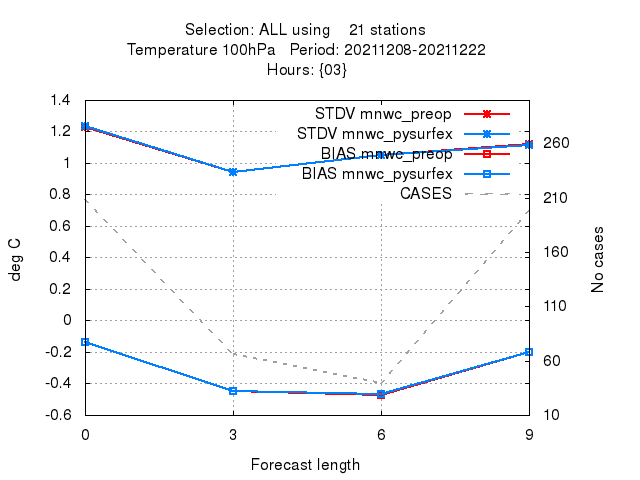 Selection: ALL using    21 stations
Temperature 100hPa   Period: 20211208-20211222
Hours: {03}
STDV mnwc_preop
STDV mnwc_pysurfex
BIAS mnwc_preop
BIAS mnwc_pysurfex
CASES
1.4
1.2
1
0.8
0.6
0.4
0.2
0
-0.2
-0.4
-0.6
deg C
260
210
160
110
60
10
No cases
0 3 6 9
Forecast length